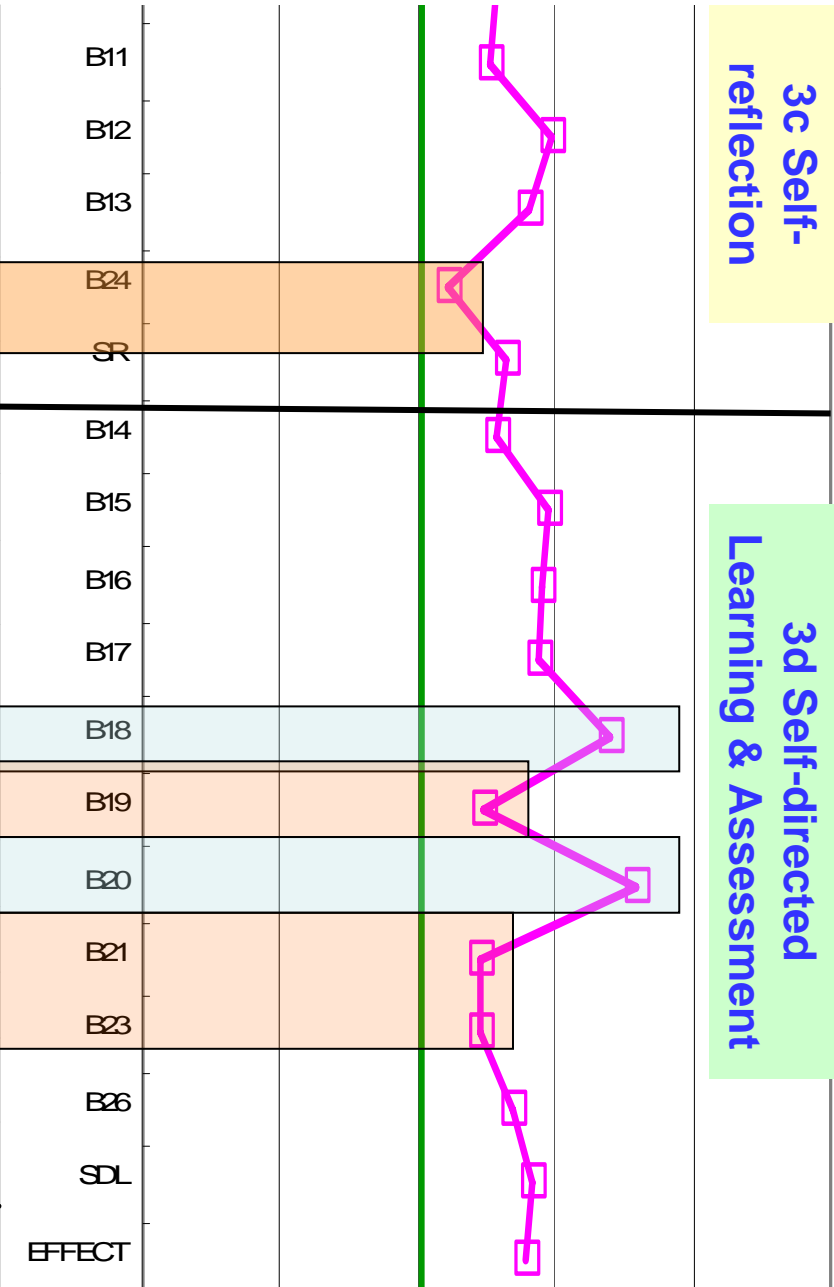 3c Self-
reflection
B11
B12
B13
B24
SR
3d Self-directed
Learning & Assessment
B14
B15
B16
B17
B18
B19
B20
B21
B23
B26
SDL
EFFECT